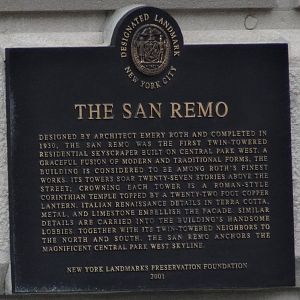 DESIGNATED LANDMARK
NEW YORK CITY
THE SAN REMO
DESIGNED BY ARCHITECT EMERY ROTH AND COMPLETED IN
1930, THE SAN REMO WAS THE FIRST TWIN-TOWERED
RESIDENTIAL SKYSCRAPER BUILT ON CENTRAL PARK WEST. A
GRACEFUL FUSION OF MODERN AND TRADITIONAL FORMS, THE
BUILDING IS CONSIDERED TO BE AMONG ROTH'S FINEST
WORKS. ITS TOWERS SOAR TWENTY-SEVEN STORIES ABOVE THE
STREET; CROWNING EACH TOWER IS A ROMAN-STYLE
CORINTHIAN TEMPLE TOPPED BY A TWENTY-TWO FOOT COPPER
LANTERN. ITALIAN RENAISSANCE DETAILS IN TERRA COTTA,
METAL, AND LIMESTONE EMBELLISH THE FACADE. SIMILAR
DETAILS ARE CARRIED INTO THE BUILDING'S HANDSOME
LOBBIES. TOGETHER WITH ITS TWIN-TOWERED NEIGHBORS TO
THE NORTH AND SOUTH, THE SAN REMO ANCHORS THE
MAGNIFICENT CENTRAL PARK WEST SKYLINE.
NEW YORK LANDMARKS PRESERVATION FOUNDATION
2001